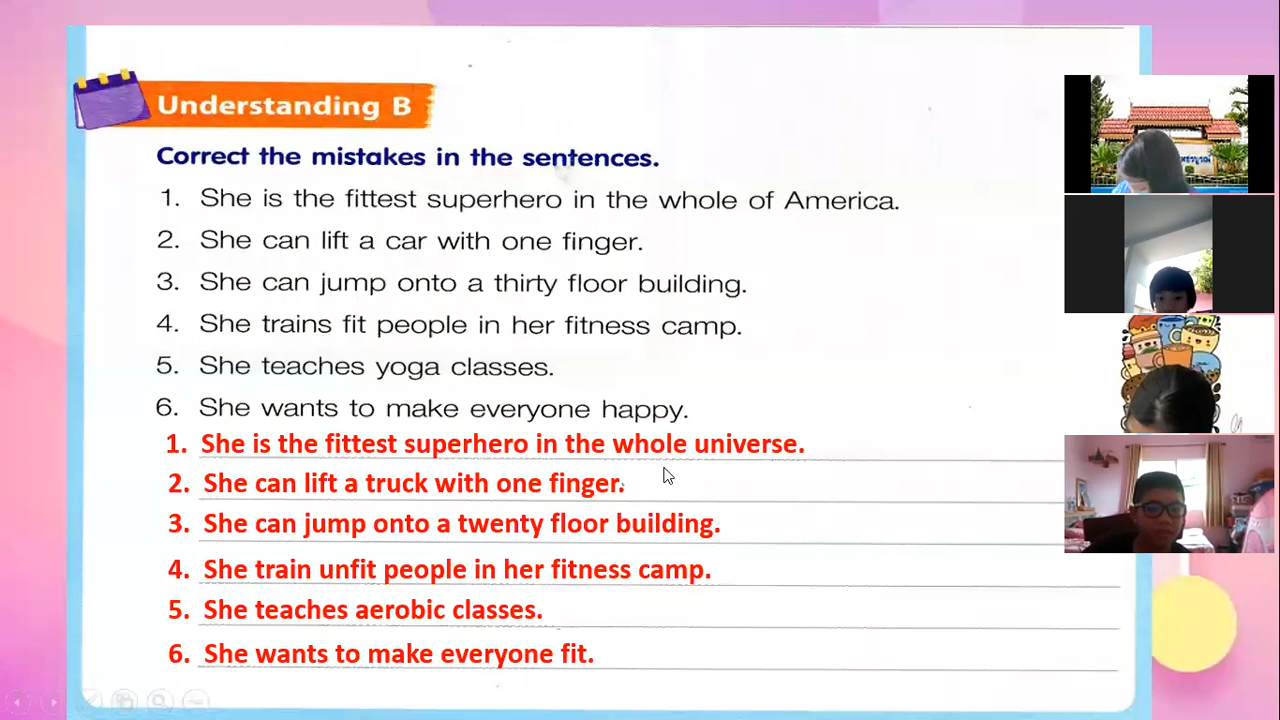 Understanding B
Correct the mistakes in the sentences.
1. She is the fittest superhero in the whole of America.
2. She can lift a car with one finger.
3. She can jump onto a thirty floor building.
4. She trains fit people in her fitness camp.
5. She teaches yoga classes.
6. She wants to make everyone happy.
1. She is the fittest superhero in the whole universe.
2. She can lift a truck with one finger.
3. She can jump onto a twenty floor building.
4. She train unfit people in her fitness camp.
5. She teaches aerobic classes.
6. She wants to make everyone fit.